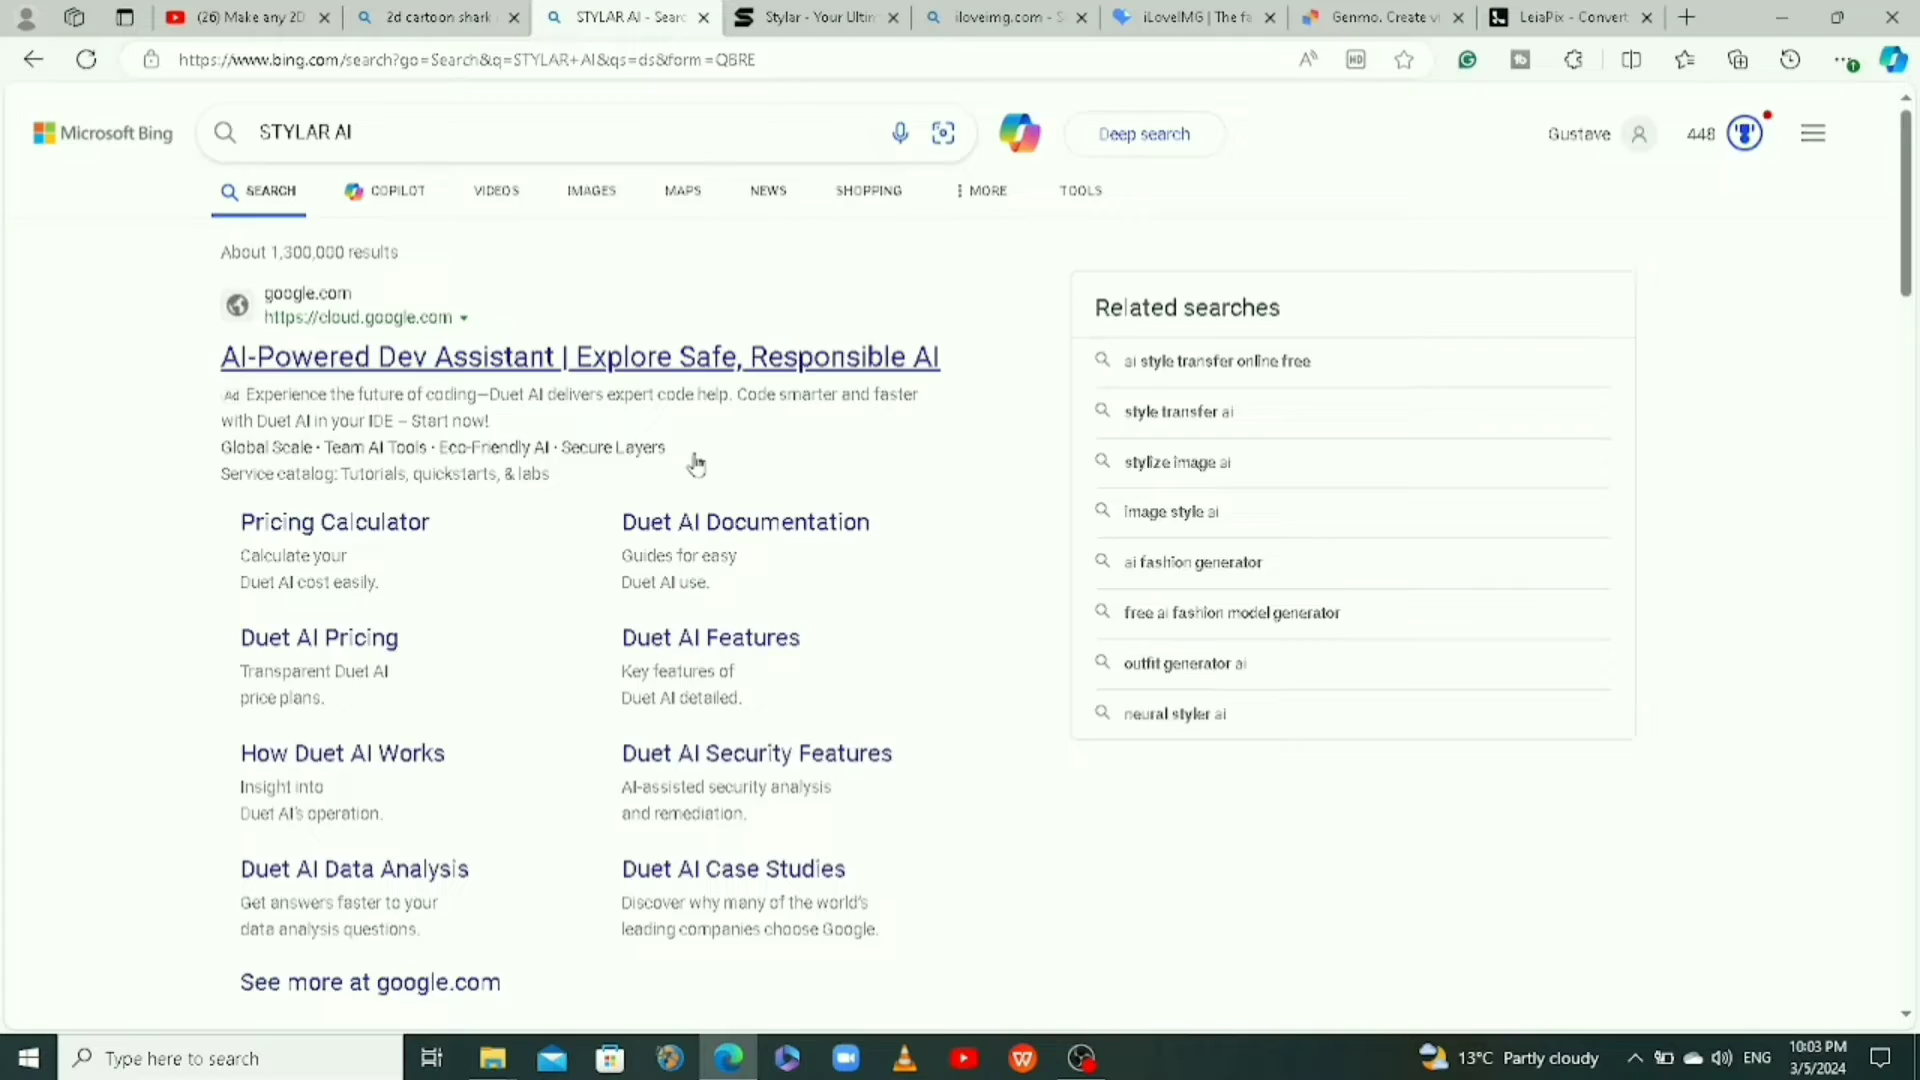 (26) Make any 2D
2d cartoon shark
STYLAR AI - Searc
Stylar - Your Ultim
iloveimg.com - S
iLoveIMG | The fa
Genmo. Create vi
LeiaPix - Convert
https://www.bing.com/search?go=Search&q=STYLAR+AI&qs=ds&form=QBRE
Microsoft Bing
STYLAR AI
Deep search
Gustave
448
SEARCH
COPILOT
VIDEOS
IMAGES
MAPS
NEWS
SHOPPING
MORE
TOOLS
About 1,300,000 results
google.com
https://cloud.google.com
AI-Powered Dev Assistant | Explore Safe, Responsible AI
Ad Experience the future of coding—Duet AI delivers expert code help. Code smarter and faster
with Duet AI in your IDE – Start now!
Global Scale · Team AI Tools · Eco-Friendly AI · Secure Layers
Service catalog: Tutorials, quickstarts, & labs
Pricing Calculator
Calculate your
Duet AI cost easily.
Duet AI Documentation
Guides for easy
Duet AI use.
Duet AI Pricing
Transparent Duet AI
price plans.
Duet AI Features
Key features of
Duet AI detailed.
How Duet AI Works
Insight into
Duet AI's operation.
Duet AI Security Features
AI-assisted security analysis
and remediation.
Duet AI Data Analysis
Get answers faster to your
data analysis questions.
Duet AI Case Studies
Discover why many of the world's
leading companies choose Google.
See more at google.com
Related searches
ai style transfer online free
style transfer ai
stylize image ai
image style ai
ai fashion generator
free ai fashion model generator
outfit generator ai
neural styler ai
Type here to search
13°C Partly cloudy
ENG
10:03 PM
3/5/2024